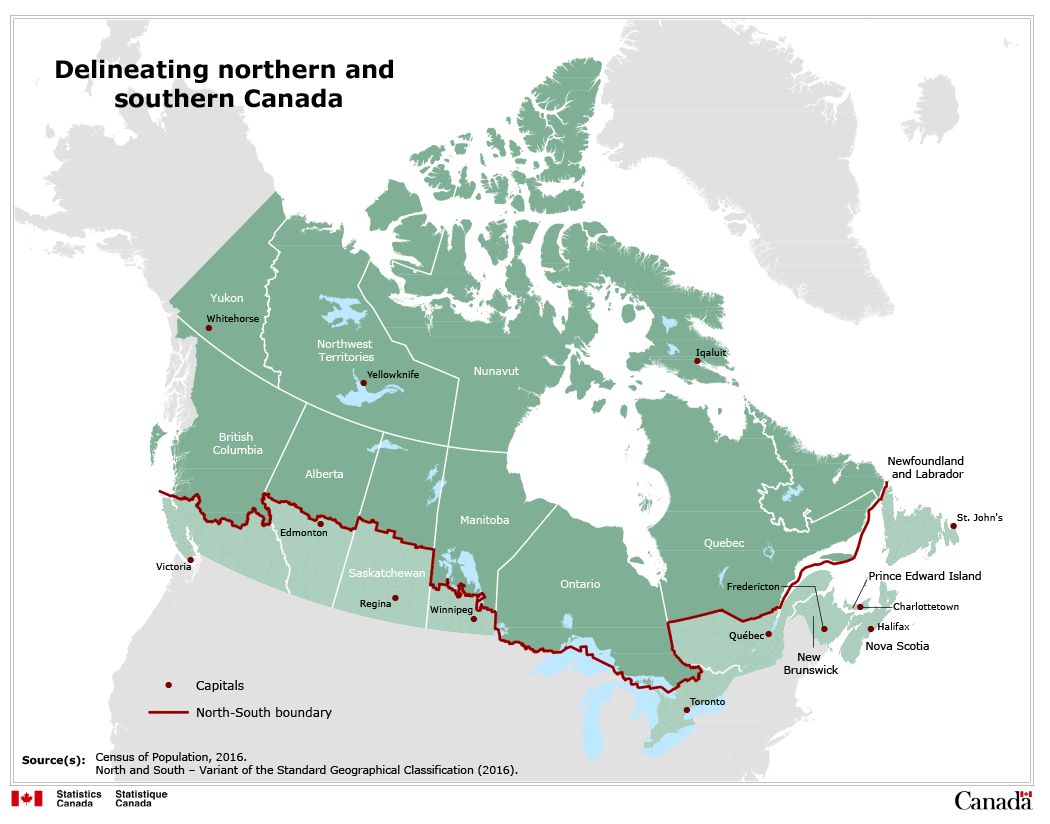 Delineating northern and
southern Canada
Yukon
Whitehorse
Northwest
Territories
Yellowknife
Nunavut
Iqaluit
British
Columbia
Alberta
Edmonton
Saskatchewan
Regina
Manitoba
Winnipeg
Ontario
Quebec
Newfoundland
and Labrador
St. John's
Victoria
Fredericton
Prince Edward Island
Charlottetown
Québec
Halifax
Nova Scotia
New
Brunswick
Toronto
Capitals
North-South boundary
Source(s): Census of Population, 2016.
North and South – Variant of the Standard Geographical Classification (2016).
Statistics Statistique
Canada Canada
Canada